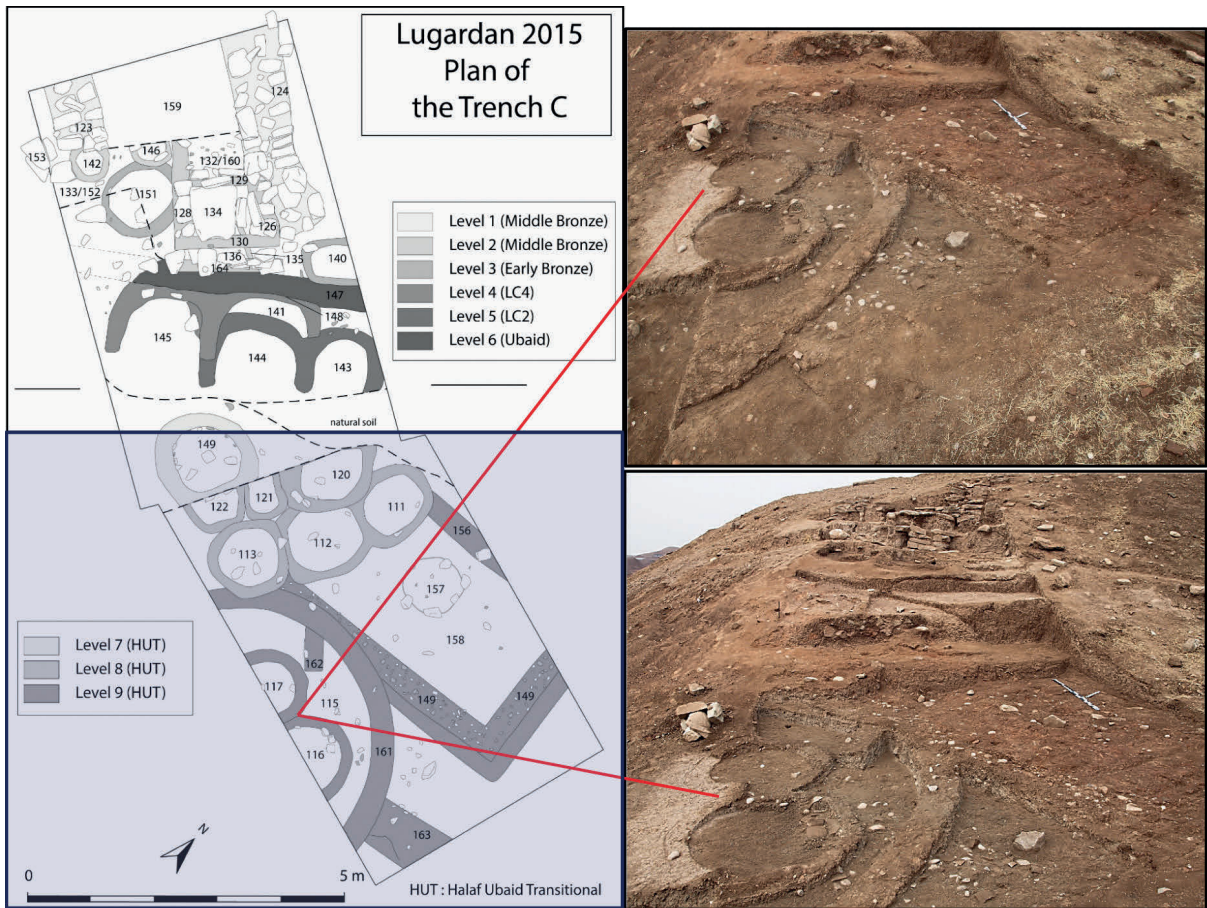 Lugardan 2015
Plan of
the Trench C
124
159
123
153
142
146
132/160
129
133/152
151
128
134
126
130
136
135
140
164
147
141
148
145
144
143
Level 1 (Middle Bronze)
Level 2 (Middle Bronze)
Level 3 (Early Bronze)
Level 4 (LC4)
Level 5 (LC2)
Level 6 (Ubaid)
natural soil
149
120
122
121
111
156
113
112
157
158
Level 7 (HUT)
Level 8 (HUT)
Level 9 (HUT)
162
117
115
149
149
116
161
163
N
0
5 m
HUT : Halaf Ubaid Transitional